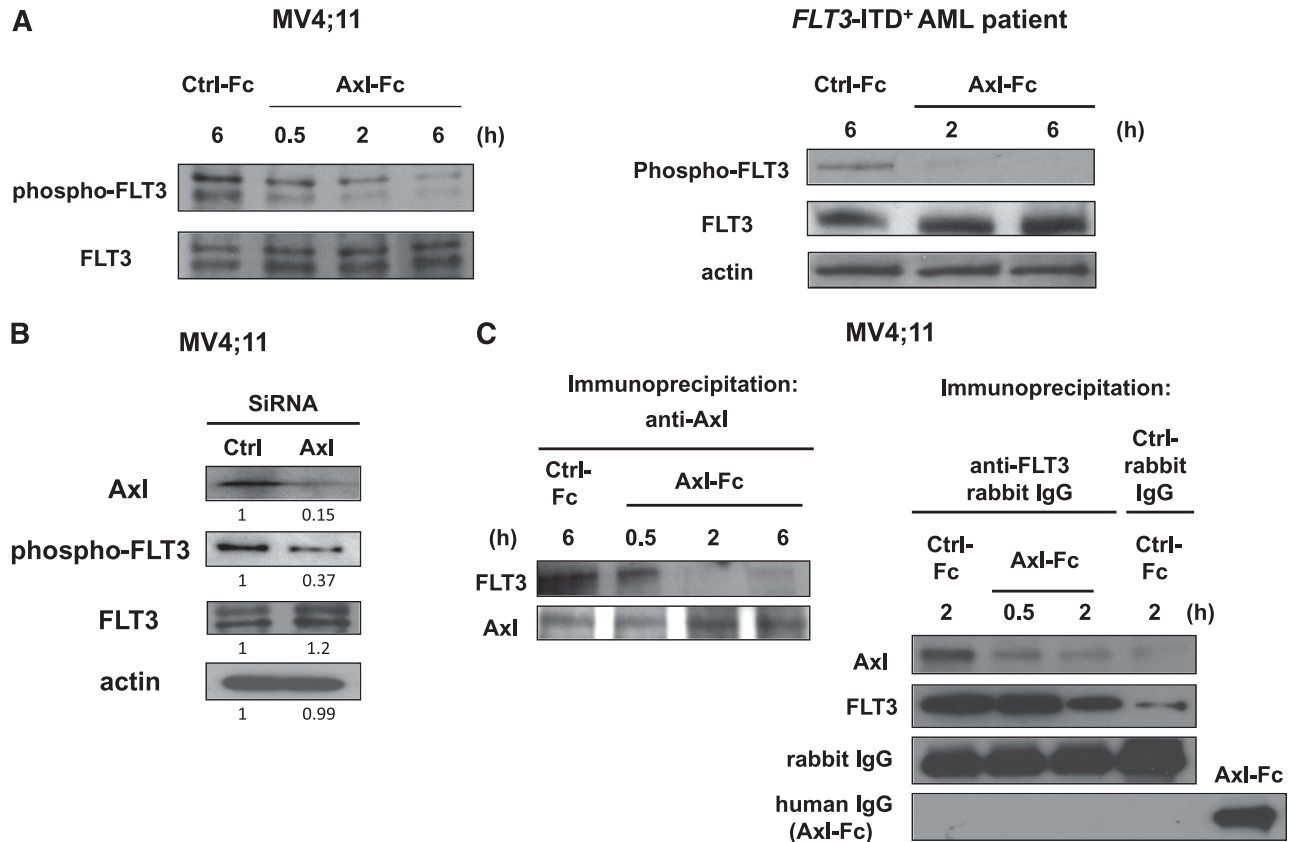 A
MV4;11
Ctrl-Fc Axl-Fc
6 0.5 2 6 (h)
phospho-FLT3
FLT3
FLT3-ITD+ AML patient
Ctrl-Fc Axl-Fc
6 2 6 (h)
Phospho-FLT3
FLT3
actin
B
MV4;11
SiRNA
Ctrl Axl
Axl
1 0.15
phospho-FLT3
1 0.37
FLT3
1 1.2
actin
1 0.99
C
MV4;11
Immunoprecipitation:
anti-Axl
Ctrl-
Fc
Axl-Fc
(h) 6 0.5 2 6
FLT3
Axl
Immunoprecipitation:
anti-FLT3
rabbit IgG
Ctrl-
rabbit
IgG
Ctrl-
Fc
Axl-Fc
Ctrl-
Fc
2 0.5 2 2 (h)
Axl
FLT3
rabbit IgG
Axl-Fc
human IgG
(Axl-Fc)